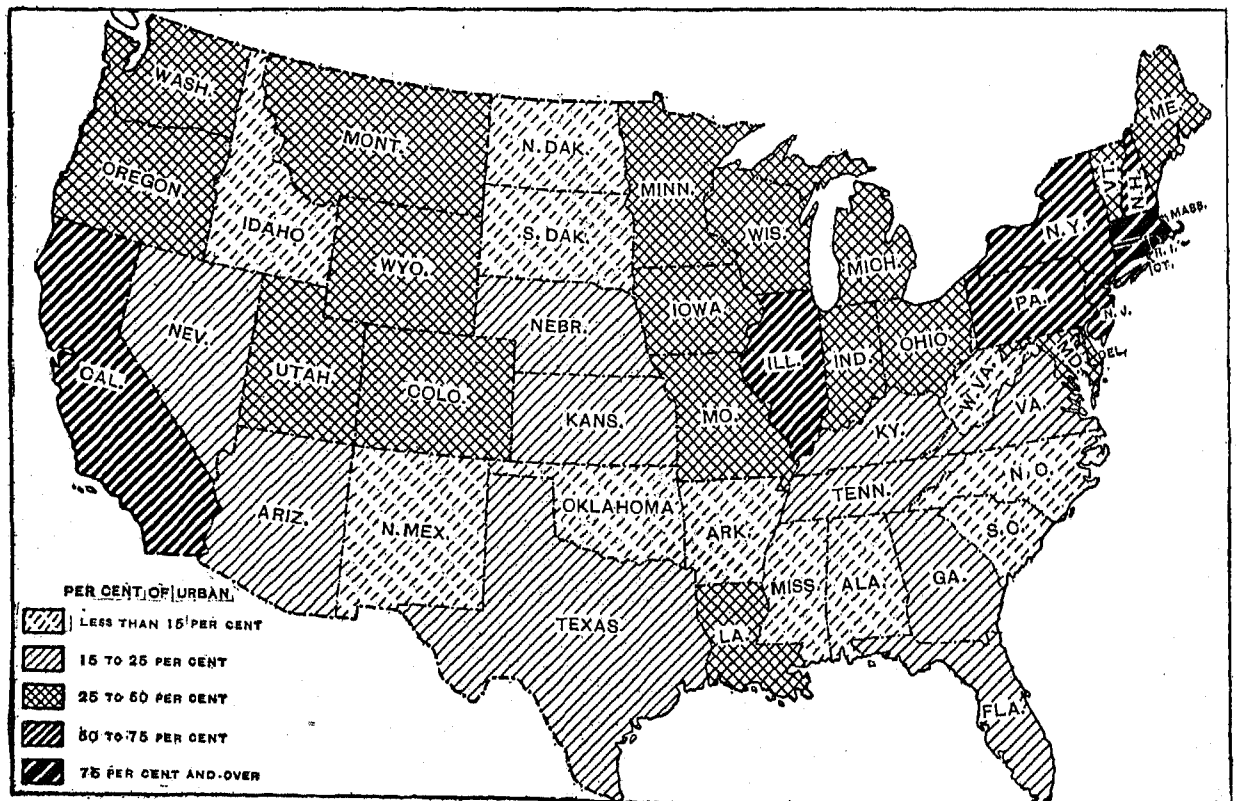 WASH.
MONT.
N. DAK.
MINN.
ME.
OREGON
IDAHO
S. DAK.
WIS.
VT.
N.H.
MASS.
WYO.
MICH.
N.Y.
R.I.
CT.
NEV.
NEBR.
IOWA
PA.
N.J.
CAL.
UTAH
COLO.
ILL.
IND.
OHIO
DEL.
KANS.
MO.
KY.
W. VA.
VA.
MD.
ARIZ.
N. MEX.
OKLAHOMA
ARK.
TENN.
N. C.
S. C.
MISS.
ALA.
GA.
TEXAS
LA.
FLA.
PER CENT OF URBAN
LESS THAN 15 PER CENT
15 TO 25 PER CENT
25 TO 50 PER CENT
50 TO 75 PER CENT
75 PER CENT AND OVER